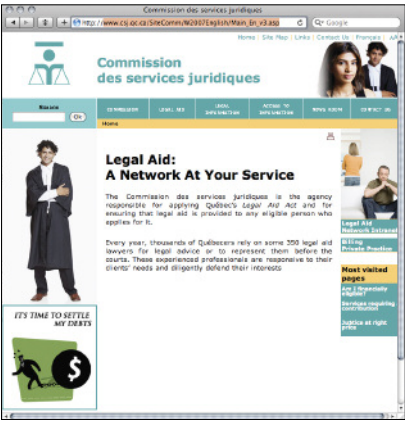 Commission des services juridiques
http://www.csj.qc.ca/SiteComm/W2007English/Main_En_v3.asp
Google
Home | Site Map | Links | Contact Us | Français | AAA
Commission
des services juridiques
Search
Ok
COMMISSION
LEGAL AID
LEGAL
INFORMATION
ACCESS TO
INFORMATION
NEWS ROOM
CONTACT US
Home
Legal Aid:
A Network At Your Service
The Commission des services juridiques is the agency
responsible for applying Québec's Legal Aid Act and for
ensuring that legal aid is provided to any eligible person who
applies for it.
Every year, thousands of Québecers rely on some 350 legal aid
lawyers for legal advice or to represent them before the
courts. These experienced professionals are responsive to their
clients' needs and diligently defend their interests
Legal Aid
Network Intranet
Billing
Private Practice
Most visited
pages
Am I financially
eligible?
Services requiring
contribution
Justice at right
price
IT'S TIME TO SETTLE
MY DEBTS
$